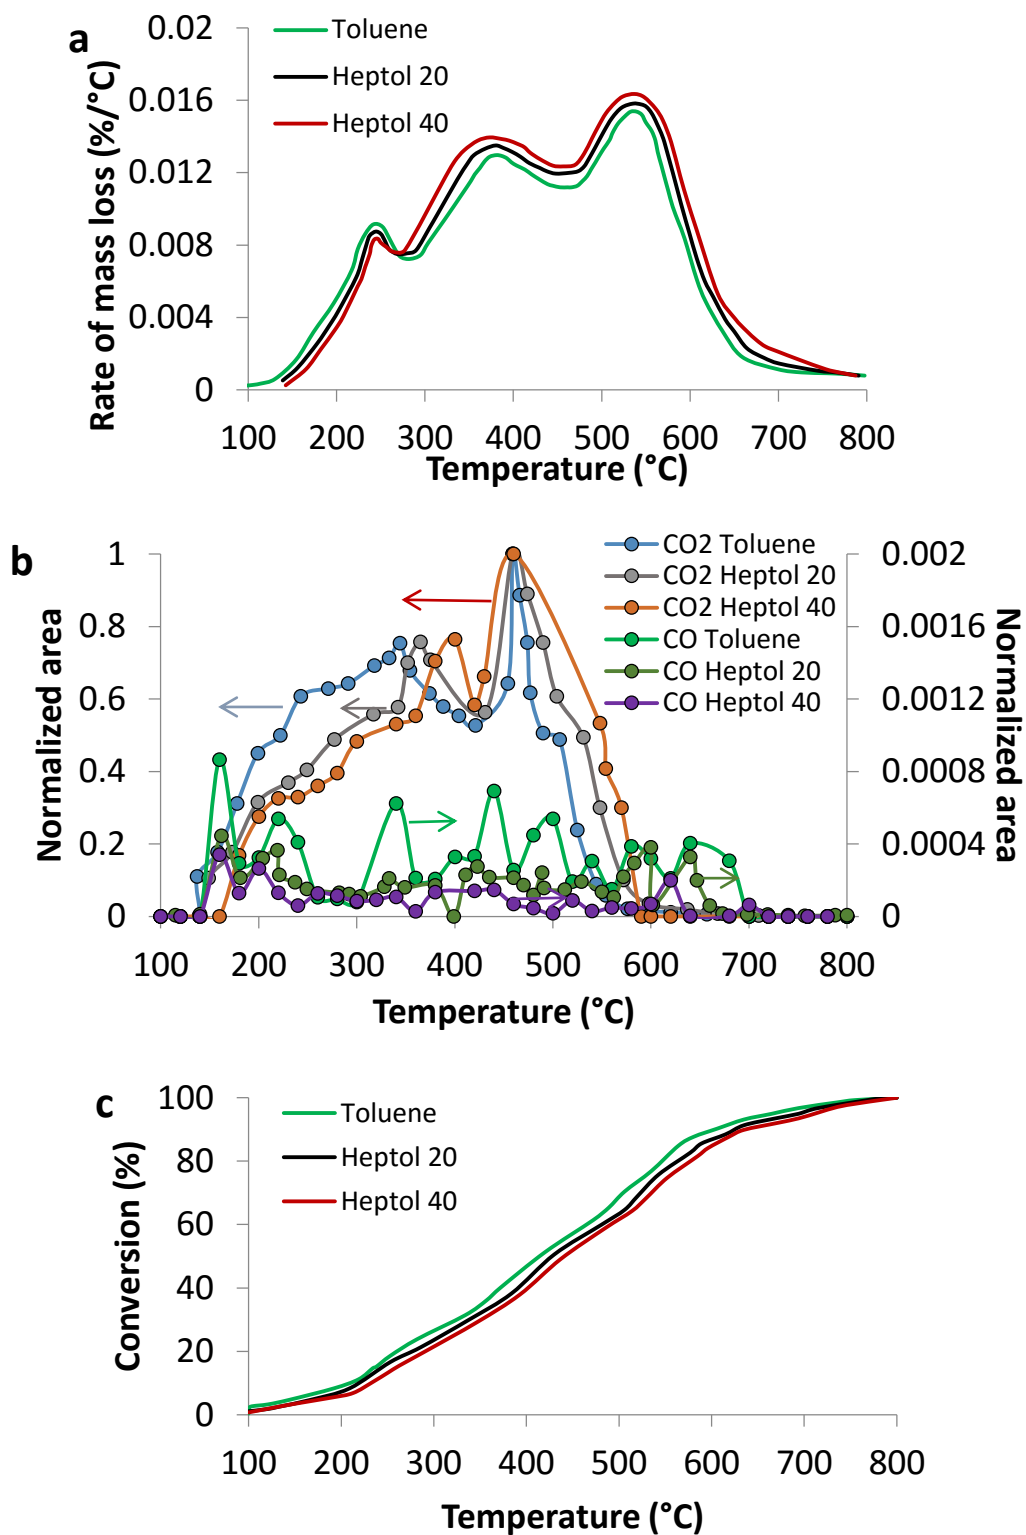 a
Toluene
Heptol 20
Heptol 40
Rate of mass loss (%/°C)
0.02
0.016
0.012
0.008
0.004
0
100 200 300 400 500 600 700 800
Temperature (°C)
b
CO2 Toluene
CO2 Heptol 20
CO2 Heptol 40
CO Toluene
CO Heptol 20
CO Heptol 40
Normalized area
1
0.8
0.6
0.4
0.2
0
0.002
0.0016
0.0012
0.0008
0.0004
0
Normalized area
100 200 300 400 500 600 700 800
Temperature (°C)
c
Toluene
Heptol 20
Heptol 40
Conversion (%)
100
80
60
40
20
0
100 200 300 400 500 600 700 800
Temperature (°C)